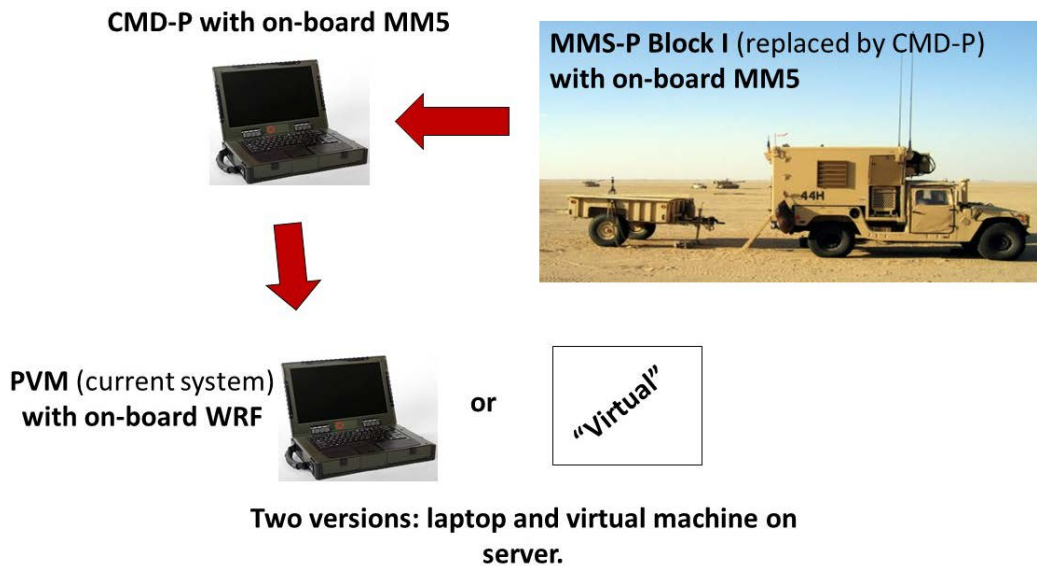 CMD-P with on-board MM5
MMS-P Block I (replaced by CMD-P)
with on-board MM5
44H
PVM (current system)
with on-board WRF
or
“Virtual”
Two versions: laptop and virtual machine on
server.